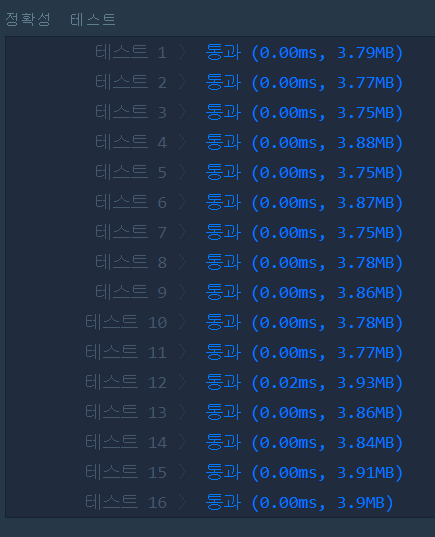 정확성 테스트
테스트 1 〉 통과 (0.00ms, 3.79MB)
테스트 2 〉 통과 (0.00ms, 3.77MB)
테스트 3 〉 통과 (0.00ms, 3.75MB)
테스트 4 〉 통과 (0.00ms, 3.88MB)
테스트 5 〉 통과 (0.00ms, 3.75MB)
테스트 6 〉 통과 (0.00ms, 3.87MB)
테스트 7 〉 통과 (0.00ms, 3.75MB)
테스트 8 〉 통과 (0.00ms, 3.78MB)
테스트 9 〉 통과 (0.00ms, 3.86MB)
테스트 10 〉 통과 (0.00ms, 3.78MB)
테스트 11 〉 통과 (0.00ms, 3.77MB)
테스트 12 〉 통과 (0.02ms, 3.93MB)
테스트 13 〉 통과 (0.00ms, 3.86MB)
테스트 14 〉 통과 (0.00ms, 3.84MB)
테스트 15 〉 통과 (0.00ms, 3.91MB)
테스트 16 〉 통과 (0.00ms, 3.9MB)